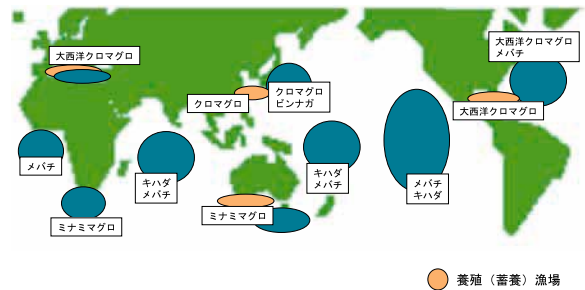 大西洋クロマグロ
大西洋クロマグロ
メバチ
クロマグロ
クロマグロ
ビンナガ
大西洋クロマグロ
メバチ
キハダ
メバチ
キハダ
メバチ
メバチ
キハダ
ミナミマグロ
ミナミマグロ
養殖（蓄養）漁場